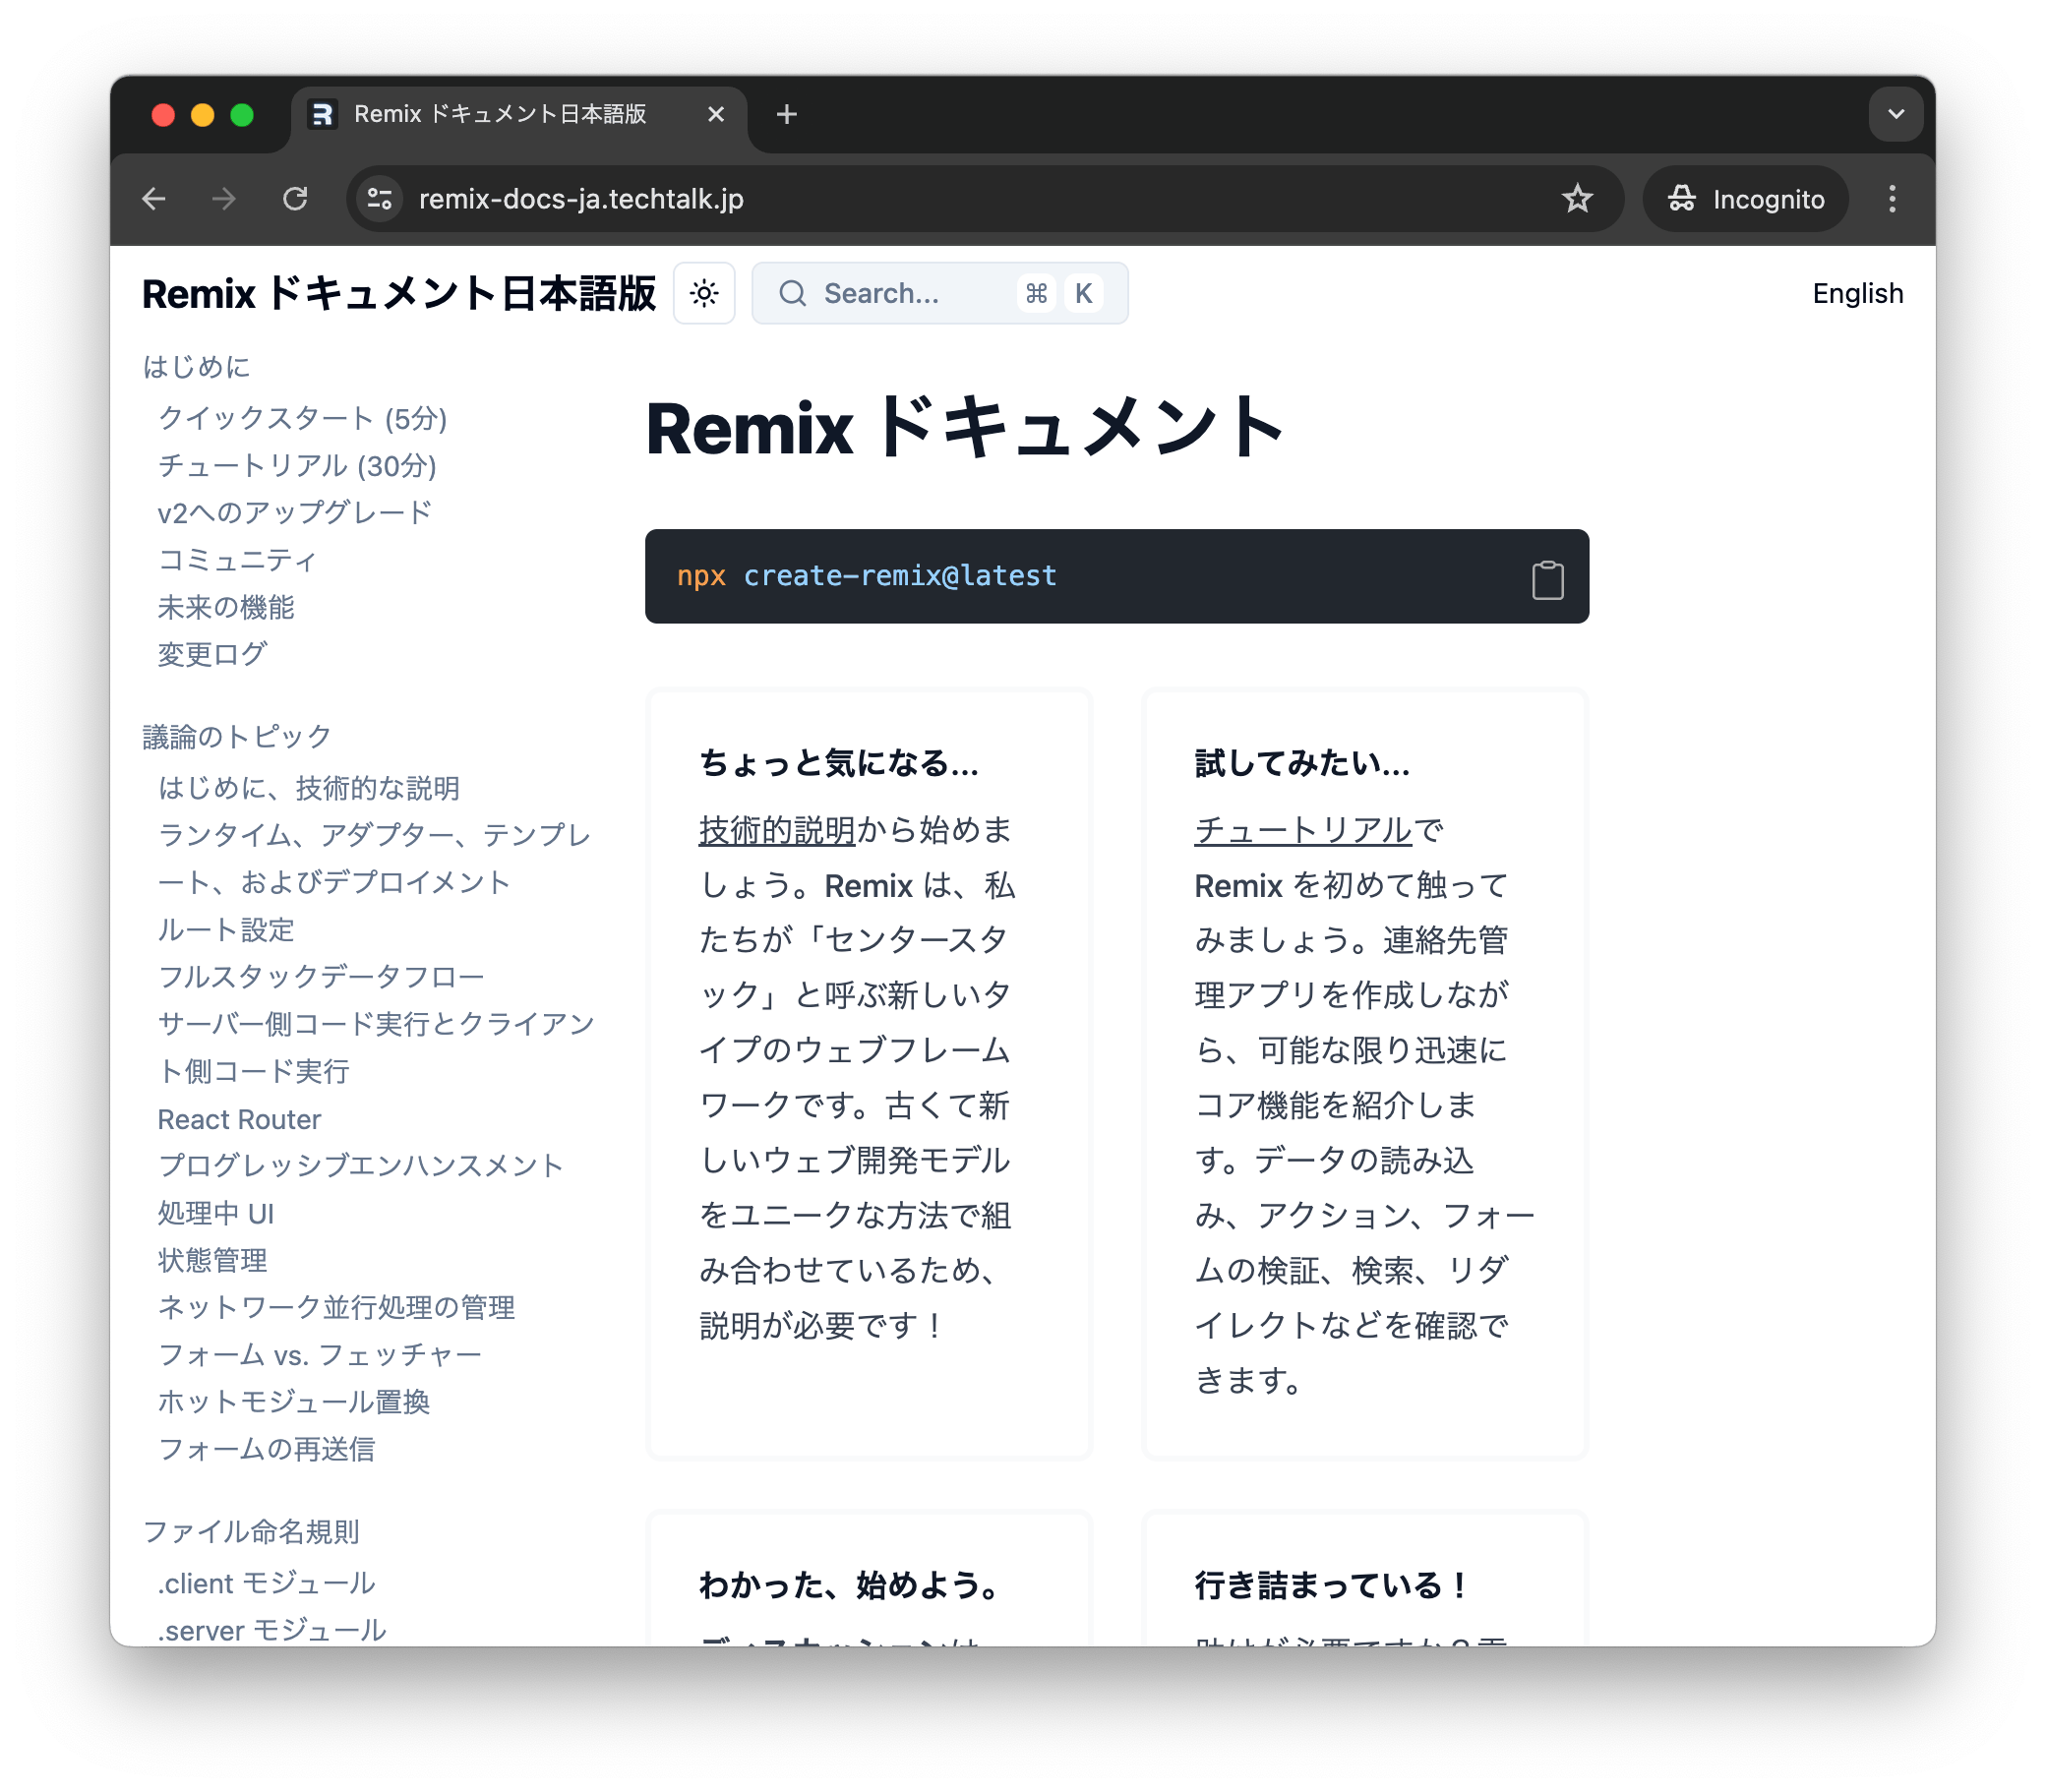 Remix ドキュメント日本語版
remix-docs-ja.techtalk.jp
Incognito
Remix ドキュメント日本語版
Search...
⌘ K
English
はじめに
クイックスタート (5分)
チュートリアル (30分)
v2へのアップグレード
コミュニティ
未来の機能
変更ログ
議論のトピック
はじめに、技術的な説明
ランタイム、アダプター、テンプレ
ート、およびデプロイメント
ルート設定
フルスタックデータフロー
サーバー側コード実行とクライアン
ト側コード実行
React Router
プログレッシブエンハンスメント
処理中 UI
状態管理
ネットワーク並行処理の管理
フォーム vs. フェッチャー
ホットモジュール置換
フォームの再送信
ファイル命名規則
.client モジュール
.server モジュール
Remix ドキュメント
npx create-remix@latest
ちょっと気になる...
技術的説明から始めま
しょう。Remix は、私
たちが「センタースタ
ック」と呼ぶ新しいタ
イプのウェブフレーム
ワークです。古くて新
しいウェブ開発モデル
をユニークな方法で組
み合わせているため、
説明が必要です！
試してみたい...
チュートリアルで
Remix を初めて触って
みましょう。連絡先管
理アプリを作成しなが
ら、可能な限り迅速に
コア機能を紹介しま
す。データの読み込
み、アクション、フォー
ムの検証、検索、リダ
イレクトなどを確認で
きます。
わかった、始めよう。
ディスカッションは
行き詰まっている！
助けが必要ですか？電